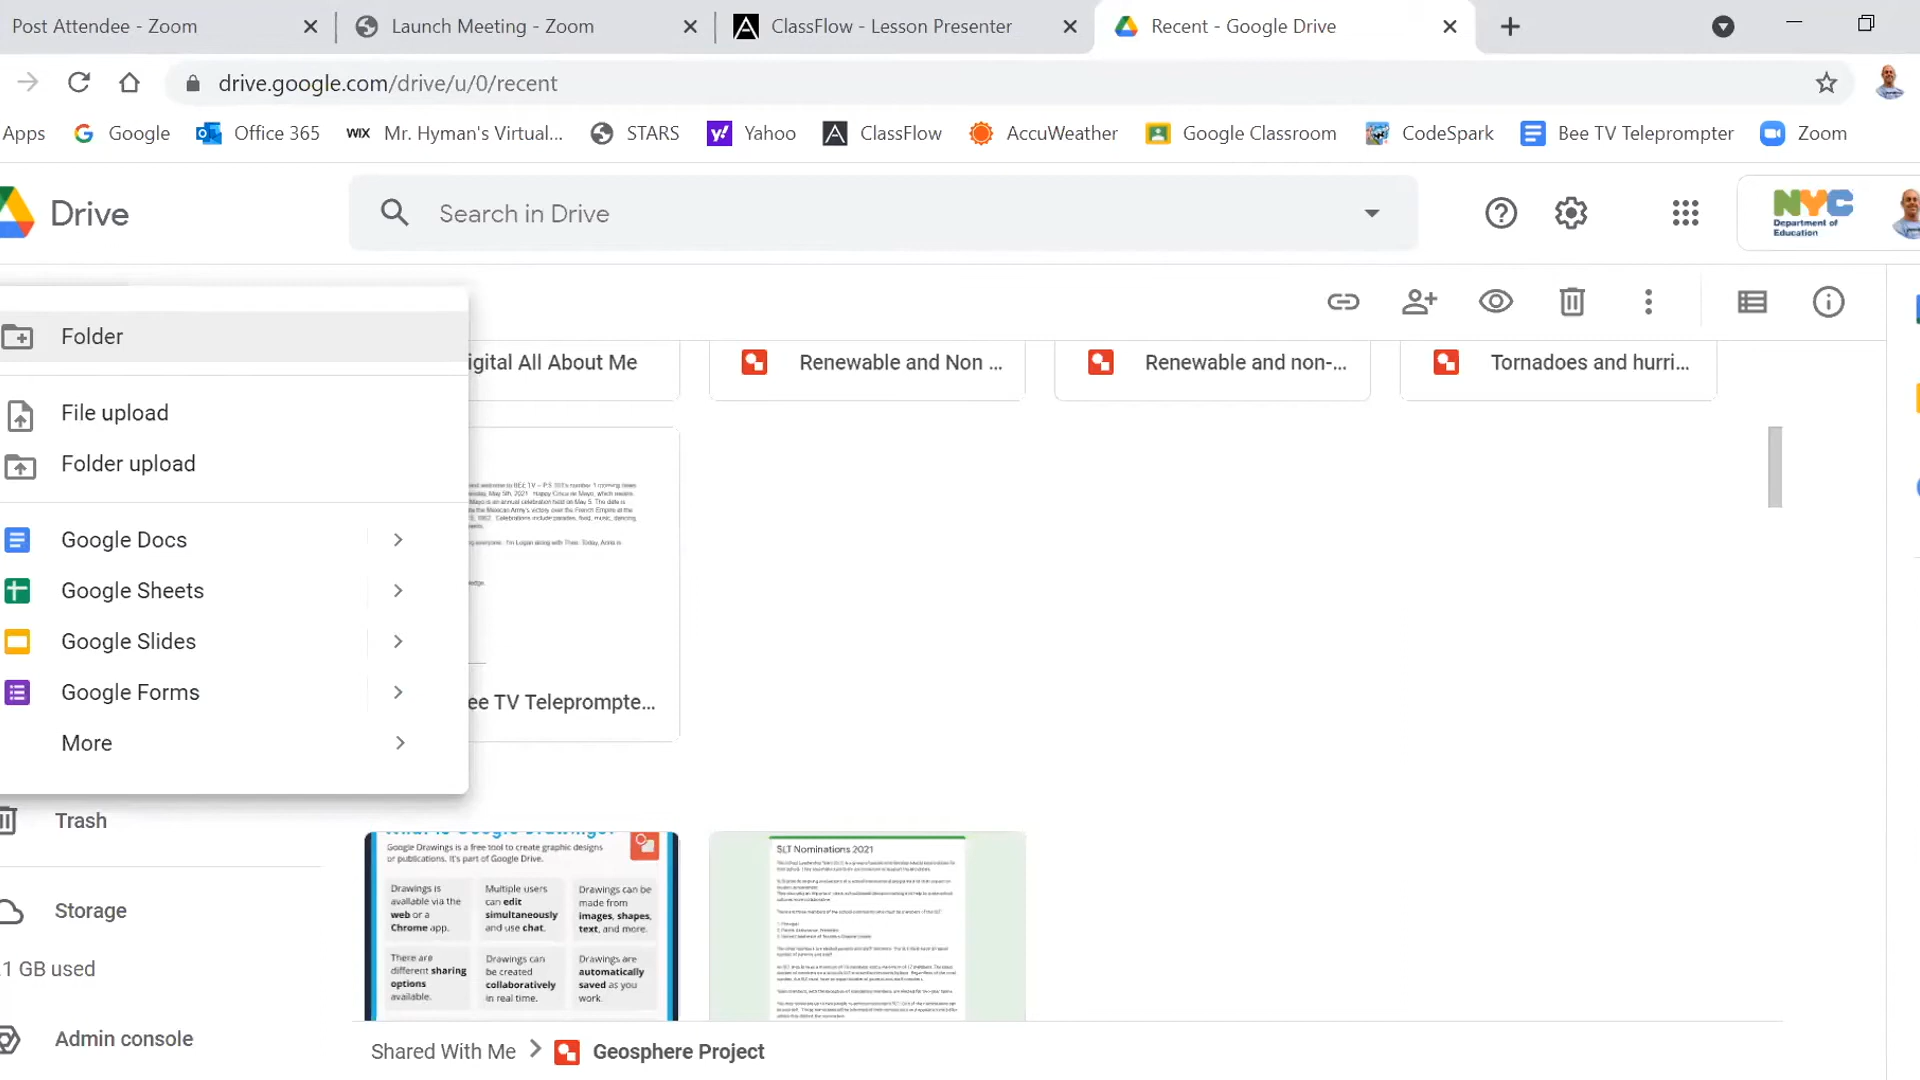 Post Attendee - Zoom
Launch Meeting - Zoom
ClassFlow - Lesson Presenter
Recent - Google Drive
drive.google.com/drive/u/0/recent
Apps
Google
Office 365
WIX Mr. Hyman's Virtual...
STARS
Yahoo
ClassFlow
AccuWeather
Google Classroom
CodeSpark
Bee TV Teleprompter
Zoom
Drive
Search in Drive
NYC
Department of
Education
Folder
File upload
Folder upload
Google Docs
Google Sheets
Google Slides
Google Forms
More
igital All About Me
Renewable and Non ...
Renewable and non-...
Tornadoes and hurri...
ee TV Teleprompte...
Trash
Storage
1 GB used
Admin console
What is Google Drawings?
Google Drawings is a free tool to create graphic designs
or publications. It's part of Google Drive.
Drawings is
available via the
web or a
Chrome app.
Multiple users
can edit
simultaneously
and use chat.
Drawings can be
made from
images, shapes,
text, and more.
There are
different sharing
options
available.
Drawings can
be created
collaboratively
in real time.
Drawings are
automatically
saved as you
work.
SLT Nominations 2021
Shared With Me
Geosphere Project